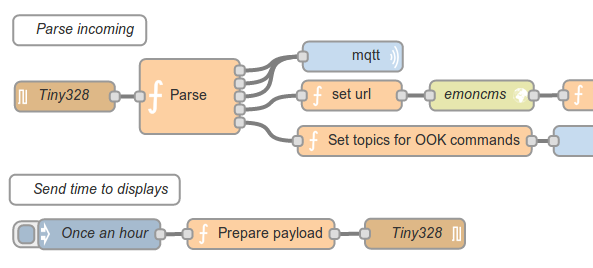 Parse incoming
mqtt
Tiny328
Parse
set url
emoncms
Set topics for OOK commands
Send time to displays
Once an hour
Prepare payload
Tiny328